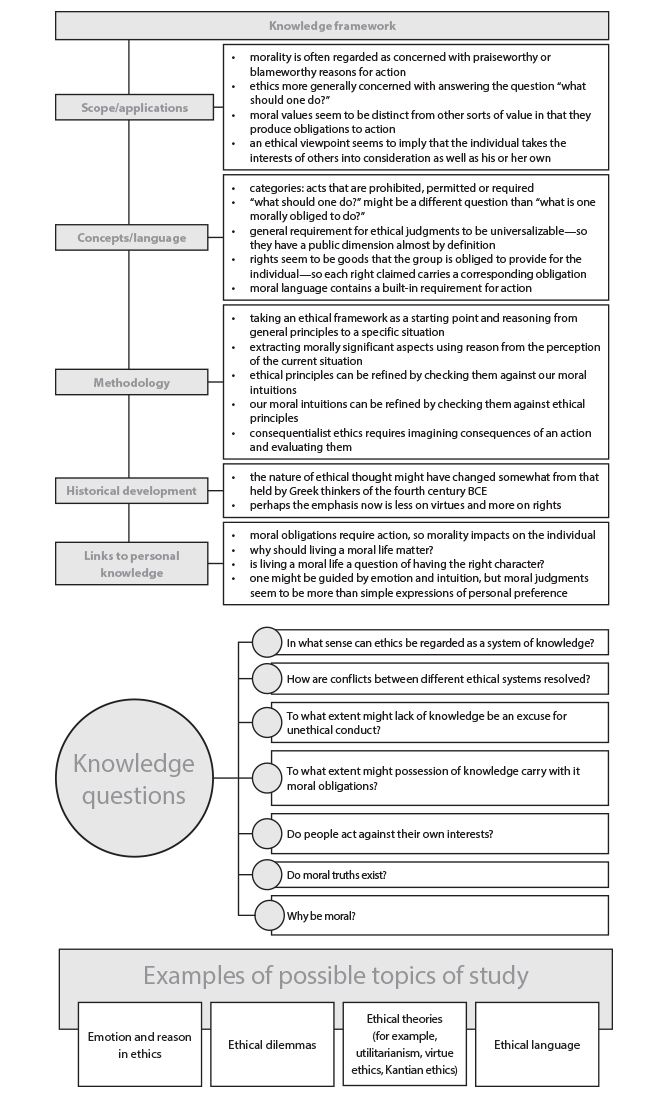 Knowledge framework
Scope/applications
• morality is often regarded as concerned with praiseworthy or
blameworthy reasons for action
• ethics more generally concerned with answering the question “what
should one do?”
• moral values seem to be distinct from other sorts of value in that they
produce obligations to action
• an ethical viewpoint seems to imply that the individual takes the
interests of others into consideration as well as his or her own
Concepts/language
• categories: acts that are prohibited, permitted or required
• “what should one do?” might be a different question than “what is one
morally obliged to do?”
• general requirement for ethical judgments to be universalizable—so
they have a public dimension almost by definition
• rights seem to be goods that the group is obliged to provide for the
individual—so each right claimed carries a corresponding obligation
• moral language contains a built-in requirement for action
Methodology
• taking an ethical framework as a starting point and reasoning from
general principles to a specific situation
• extracting morally significant aspects using reason from the perception
of the current situation
• ethical principles can be refined by checking them against our moral
intuitions
• our moral intuitions can be refined by checking them against ethical
principles
• consequentialist ethics requires imagining consequences of an action
and evaluating them
Historical development
• the nature of ethical thought might have changed somewhat from that
held by Greek thinkers of the fourth century BCE
• perhaps the emphasis now is less on virtues and more on rights
Links to personal
knowledge
• moral obligations require action, so morality impacts on the individual
• why should living a moral life matter?
• is living a moral life a question of having the right character?
• one might be guided by emotion and intuition, but moral judgments
seem to be more than simple expressions of personal preference
Knowledge
questions
In what sense can ethics be regarded as a system of knowledge?
How are conflicts between different ethical systems resolved?
To what extent might lack of knowledge be an excuse for
unethical conduct?
To what extent might possession of knowledge carry with it
moral obligations?
Do people act against their own interests?
Do moral truths exist?
Why be moral?
Examples of possible topics of study
Emotion and reason
in ethics
Ethical dilemmas
Ethical theories
(for example,
utilitarianism, virtue
ethics, Kantian ethics)
Ethical language